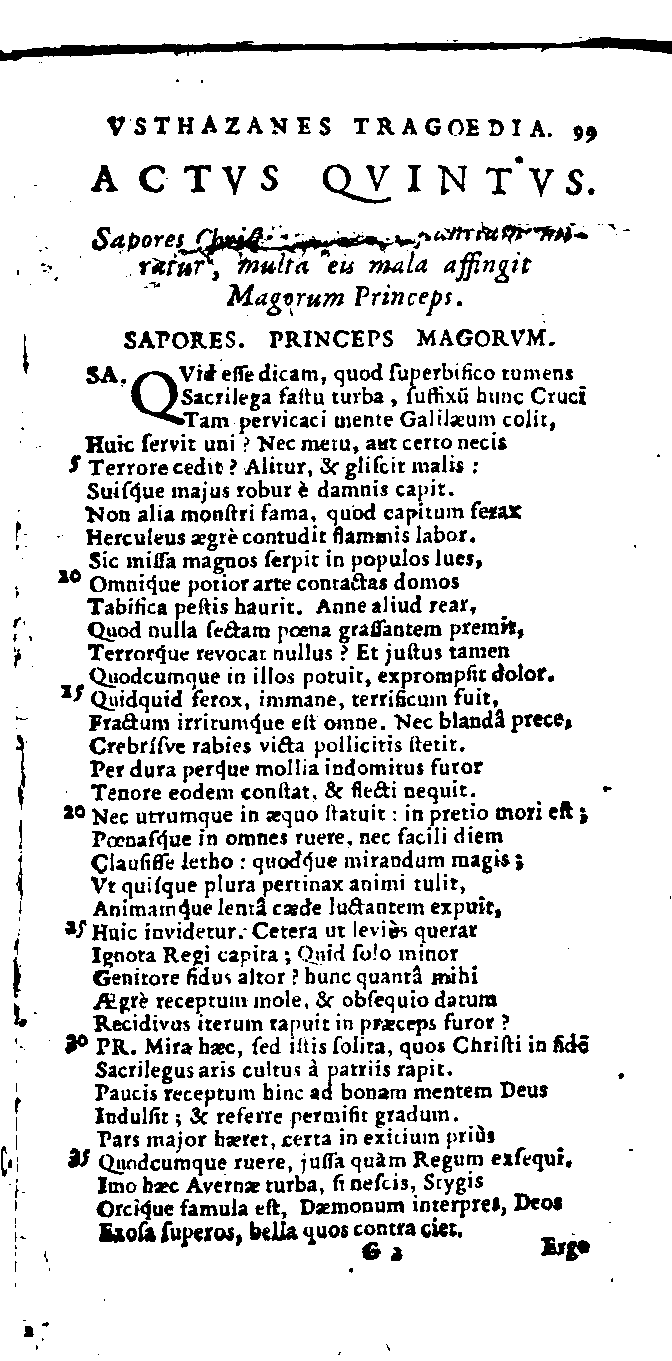 VSTHAZANES TRAGOEDIA. 99
ACTVS QVINTVS.
Sapores Christ
ratur, multa eis mala affingit
Magorum Princeps.
SAPORES. PRINCEPS MAGORVM.
SA. QVid esse dicam, quod superbifico tumens
Sacrilega fastu turba, suffixū hunc Cruci
Tam pervicaci mente Galilæum colit,
Huic servit uni? Nec metu, aut certo necis
5 Terrore cedit? Alitur, & gliscit malis:
Suisque majus robur è damnis capit.
Non alia monstri fama, quod capitum ferax
Herculeus ægrè contudit flammis labor.
Sic missa magnos serpit in populos lues,
20 Omnique potior arte contactas domos
Tabifica pestis haurit. Anne aliud rear,
Quod nulla sectam pœna grassantem premit,
Terrorque revocat nullus? Et justus tamen
Quodcumque in illos potuit, exprompsit dolor.
15 Quidquid ferox, immane, terrificum fuit,
Fractum irritumque est omne. Nec blandâ prece,
Crebrisve rabies victa pollicitis stetit.
Per dura perque mollia indomitus furor
Tenore eodem constat, & flecti nequit.
20 Nec utrumque in æquo statuit: in pretio mori est;
Pœnasque in omnes ruere, nec facili diem
Clausisse letho: quodque mirandum magis;
Vt quisque plura pertinax animi tulit,
Animamque lentâ cæde luctantem expuit,
25 Huic invidetur. Cetera ut leviès querar
Ignota Regi capita; Quid solo minor
Genitore fidus altor? hunc quantâ mihi
Ægrè receptum mole, & obsequio datum
Recidivus iterum rapuit in præceps furor?
30 PR. Mira hæc, sed istis solita, quos Christi in fidē
Sacrilegus aris cultus à patriis rapit.
Paucis receptum hinc ad bonam mentem Deus
Indulsit; & referre permisit gradum.
Pars major hæret, certa in exitium priùs
35 Quodcumque ruere, jussa quàm Regum exsequi.
Imo hæc Avernæ turba, si nescis, Stygis
Orcique famula est, Dæmonum interpres, Deos
Exosa superos, bella quos contra ciet.
G 2 Ergo